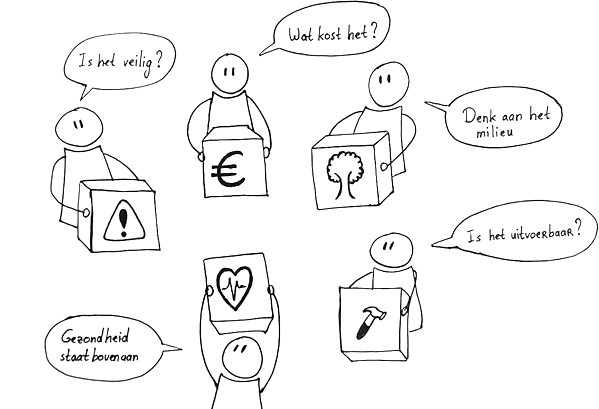 Is het veilig?
Wat kost het?
Denk aan het
milieu
€
Is het uitvoerbaar?
Gezondheid
staat bovenaan